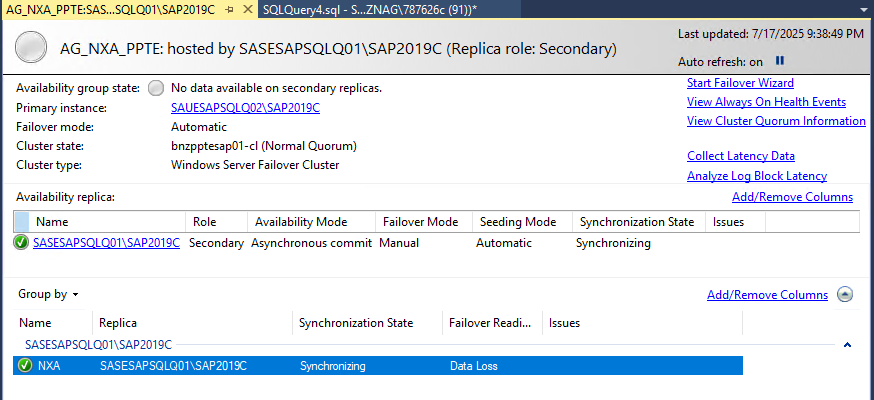 AG_NXA_PPTE:SAS...SQLQ01\SAP2019C SQLQuery4.sql - S...ZNAG\787626c (91))*
AG_NXA_PPTE: hosted by SASESAPSQLQ01\SAP2019C (Replica role: Secondary)
Last updated: 7/17/2025 9:38:49 PM
Auto refresh: on
Availability group state: No data available on secondary replicas.
Primary instance: SAUESAPSQLQ02\SAP2019C
Failover mode: Automatic
Cluster state: bnzpptesap01-cl (Normal Quorum)
Cluster type: Windows Server Failover Cluster
Start Failover Wizard
View Always On Health Events
View Cluster Quorum Information
Collect Latency Data
Analyze Log Block Latency
Availability replica: Add/Remove Columns
Name Role Availability Mode Failover Mode Seeding Mode Synchronization State Issues
SASESAPSQLQ01\SAP2019C Secondary Asynchronous commit Manual Automatic Synchronizing
Group by Add/Remove Columns
Name Replica Synchronization State Failover Readi... Issues
SASESAPSQLQ01\SAP2019C
NXA SASESAPSQLQ01\SAP2019C Synchronizing Data Loss